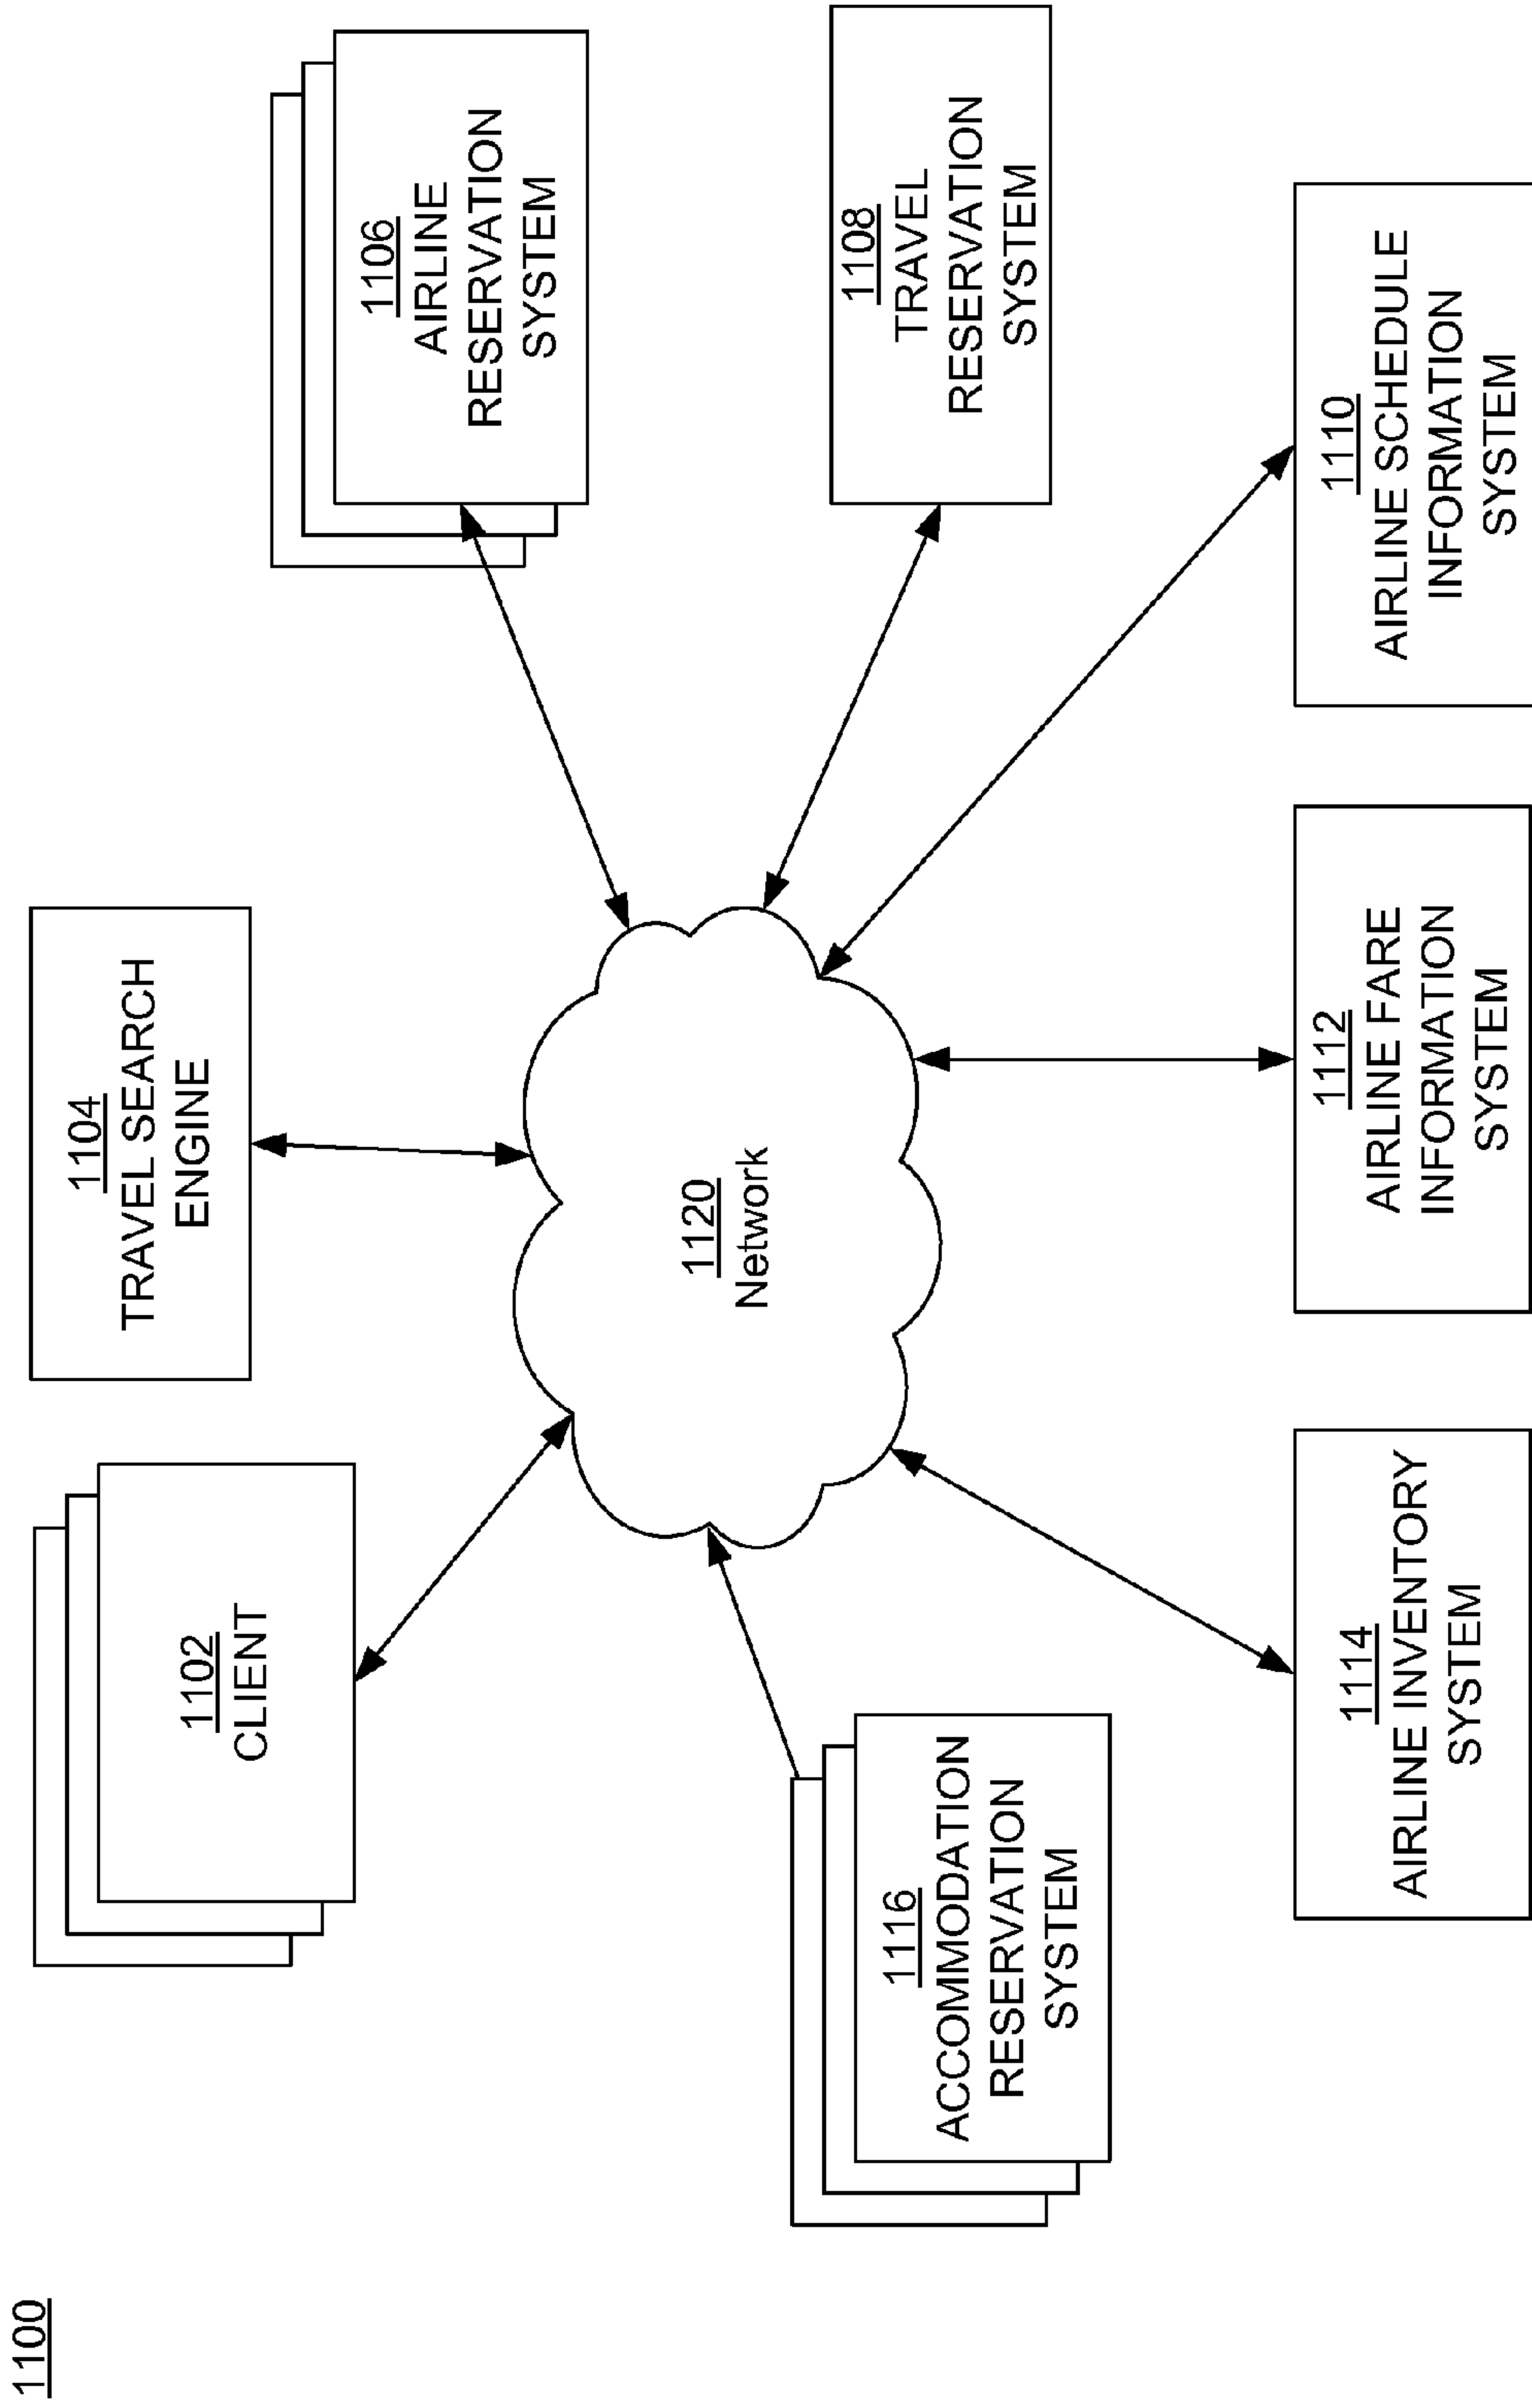 1100
1102
CLIENT
1104
TRAVEL SEARCH
ENGINE
1106
AIRLINE
RESERVATION
SYSTEM
1116
ACCOMMODATION
RESERVATION
SYSTEM
1120
Network
1108
TRAVEL
RESERVATION
SYSTEM
1114
AIRLINE INVENTORY
SYSTEM
1112
AIRLINE FARE
INFORMATION
SYSTEM
1110
AIRLINE SCHEDULE
INFORMATION
SYSTEM